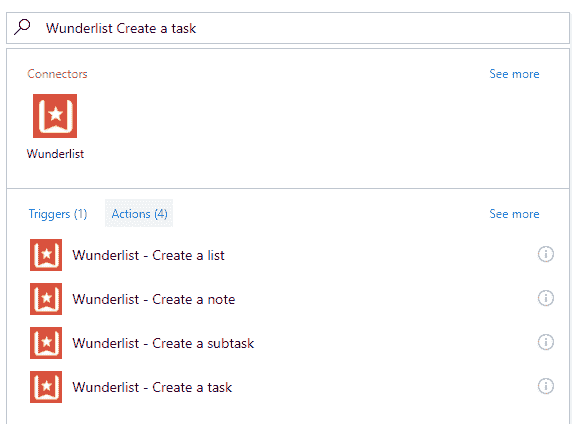 Wunderlist Create a task
Connectors See more
Wunderlist
Triggers (1) Actions (4) See more
Wunderlist - Create a list
Wunderlist - Create a note
Wunderlist - Create a subtask
Wunderlist - Create a task